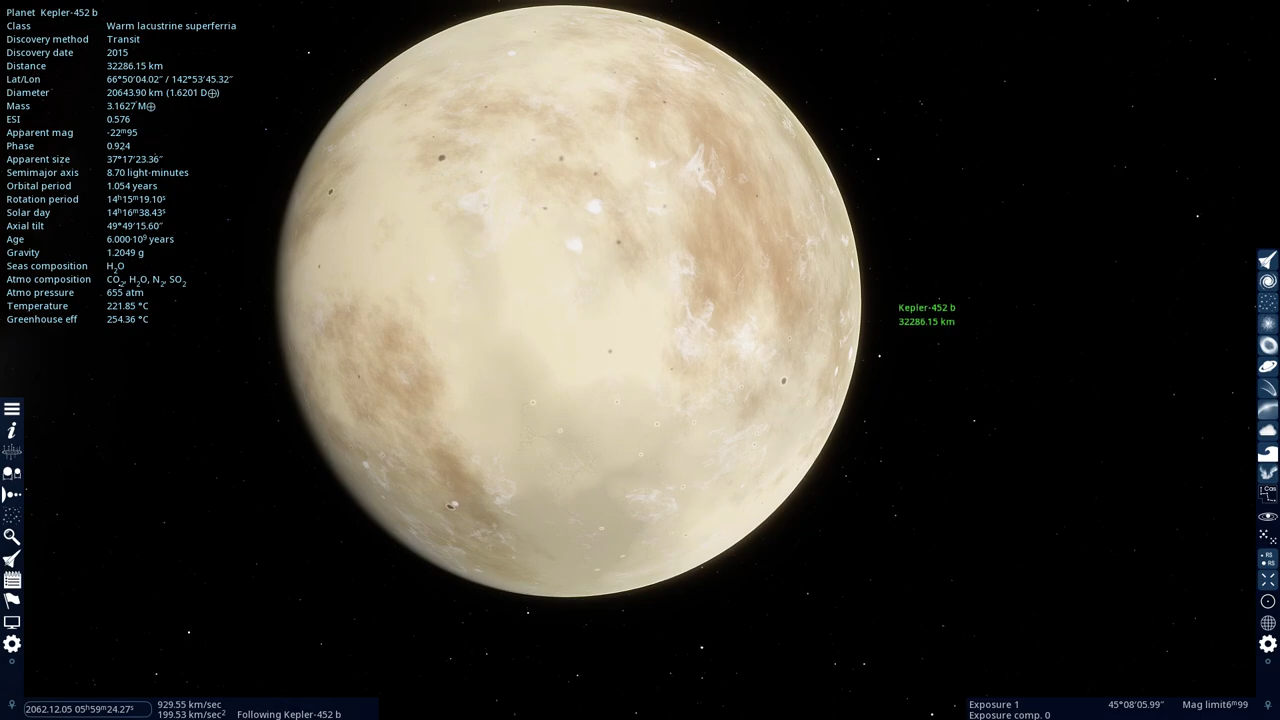 Planet Kepler-452 b
Class Warm lacustrine superferria
Discovery method Transit
Discovery date 2015
Distance 32286.15 km
Lat/Lon 66°50′04.02″ / 142°53′45.32″
Diameter 20643.90 km (1.6201 D⊕)
Mass 3.1627 M⊕
ESI 0.576
Apparent mag -22ᵐ95
Phase 0.924
Apparent size 37°17′23.36″
Semimajor axis 8.70 light-minutes
Orbital period 1.054 years
Rotation period 14ʰ15ᵐ19.10ˢ
Solar day 14ʰ16ᵐ38.43ˢ
Axial tilt 49°49′15.60″
Age 6.000·10⁹ years
Gravity 1.2049 g
Seas composition H₂O
Atmo composition CO₂, H₂O, N₂, SO₂
Atmo pressure 655 atm
Temperature 221.85 °C
Greenhouse eff 254.36 °C
Kepler-452 b
32286.15 km
Can
RS
RS
2062.12.05 05ʰ59ᵐ24.27ˢ
929.55 km/sec
199.53 km/sec² Following Kepler-452 b
Exposure 1 45°08′05.99″ Mag limit6ᵐ99
Exposure comp. 0